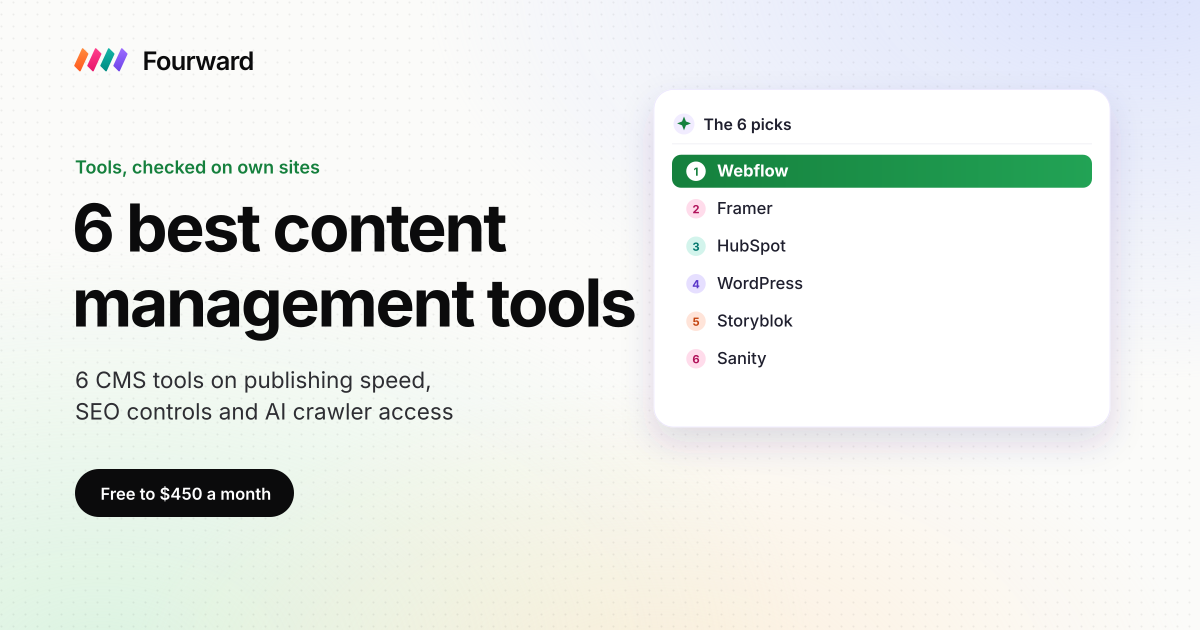 Fourward
Tools, checked on own sites
6 best content
management tools
6 CMS tools on publishing speed,
SEO controls and AI crawler access
Free to $450 a month
The 6 picks
1 Webflow
2 Framer
3 HubSpot
4 WordPress
5 Storyblok
6 Sanity